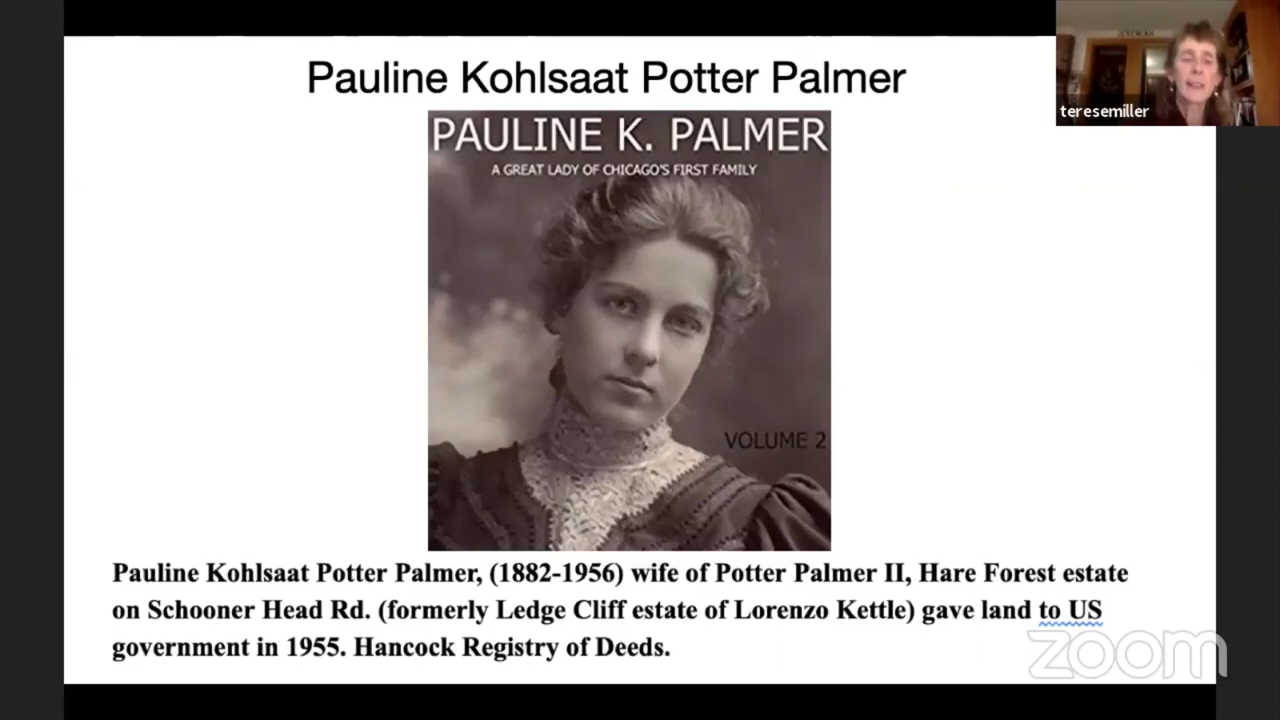 Pauline Kohlsaat Potter Palmer
PAULINE K. PALMER
A GREAT LADY OF CHICAGO'S FIRST FAMILY
VOLUME 2
Pauline Kohlsaat Potter Palmer, (1882-1956) wife of Potter Palmer II, Hare Forest estate
on Schooner Head Rd. (formerly Ledge Cliff estate of Lorenzo Kettle) gave land to US
government in 1955. Hancock Registry of Deeds.
JEREMIAH
teresemiller
zoom